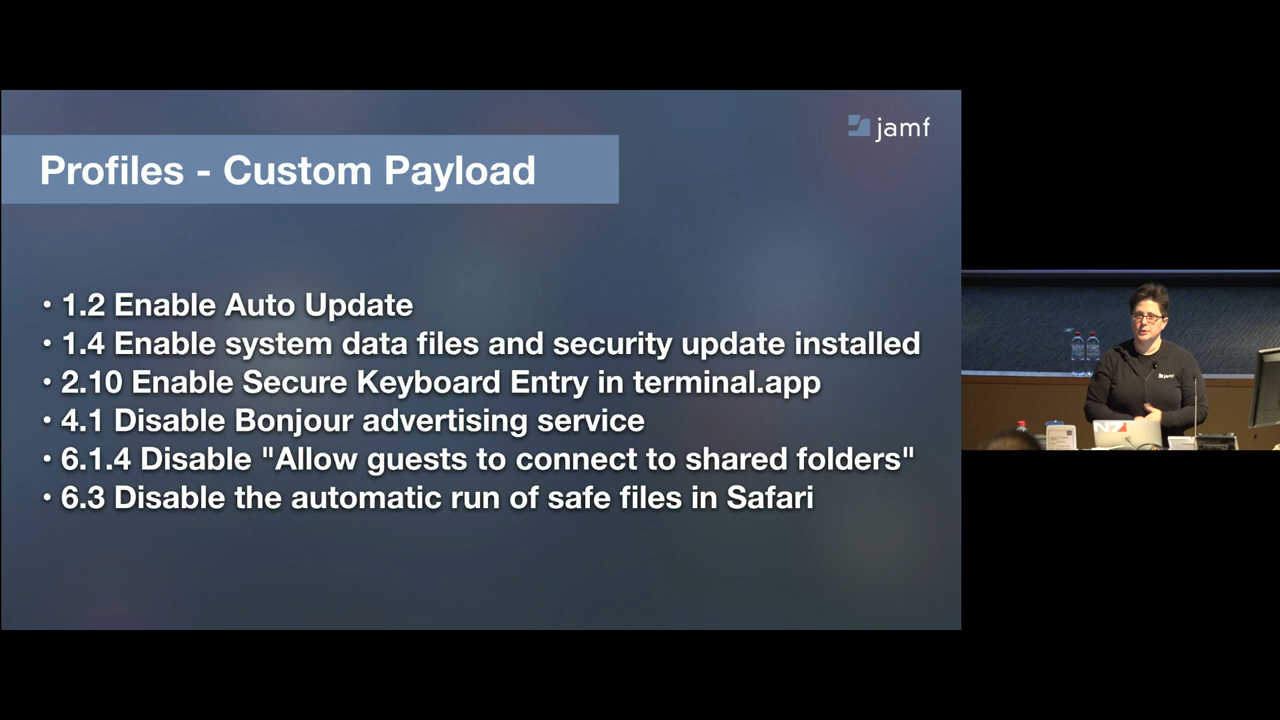 jamf
Profiles - Custom Payload
• 1.2 Enable Auto Update
• 1.4 Enable system data files and security update installed
• 2.10 Enable Secure Keyboard Entry in terminal.app
• 4.1 Disable Bonjour advertising service
• 6.1.4 Disable "Allow guests to connect to shared folders"
• 6.3 Disable the automatic run of safe files in Safari
jamf
N7